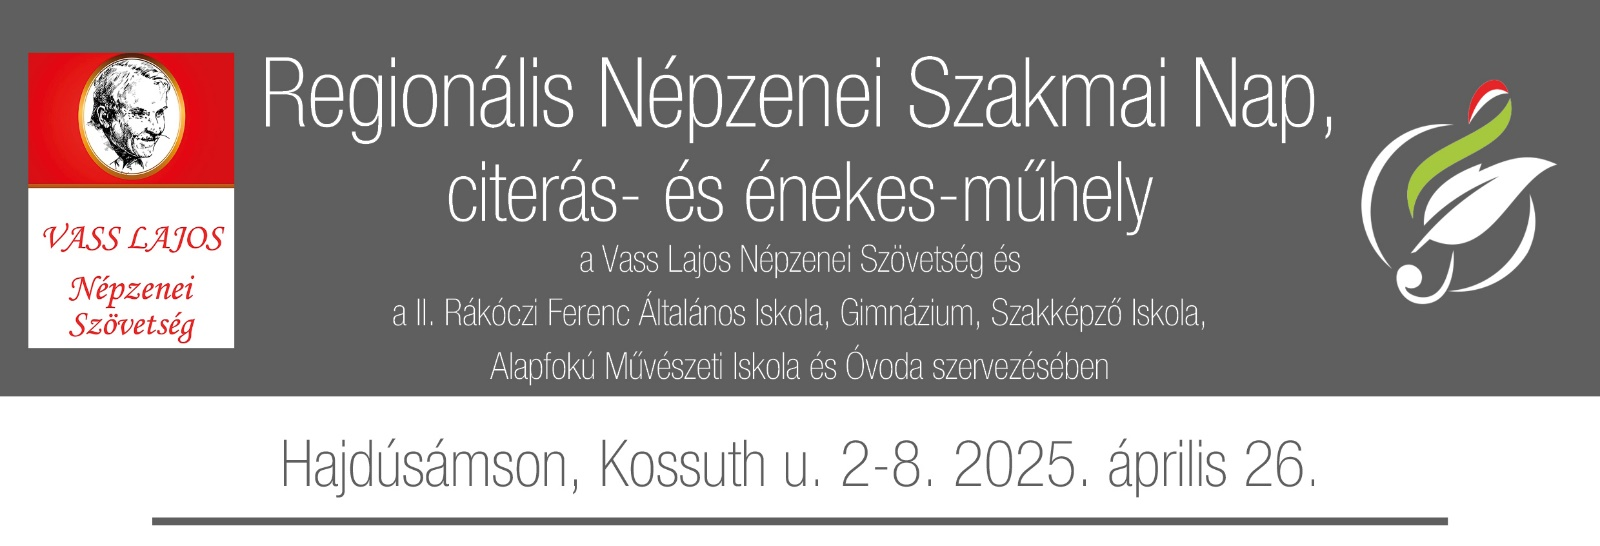 VASS LAJOS
Népzenei
Szövetség
Regionális Népzenei Szakmai Nap,
citerás- és énekes-műhely
a Vass Lajos Népzenei Szövetség és
a II. Rákóczi Ferenc Általános Iskola, Gimnázium, Szakképző Iskola,
Alapfokú Művészeti Iskola és Óvoda szervezésében
Hajdúsámson, Kossuth u. 2-8. 2025. április 26.